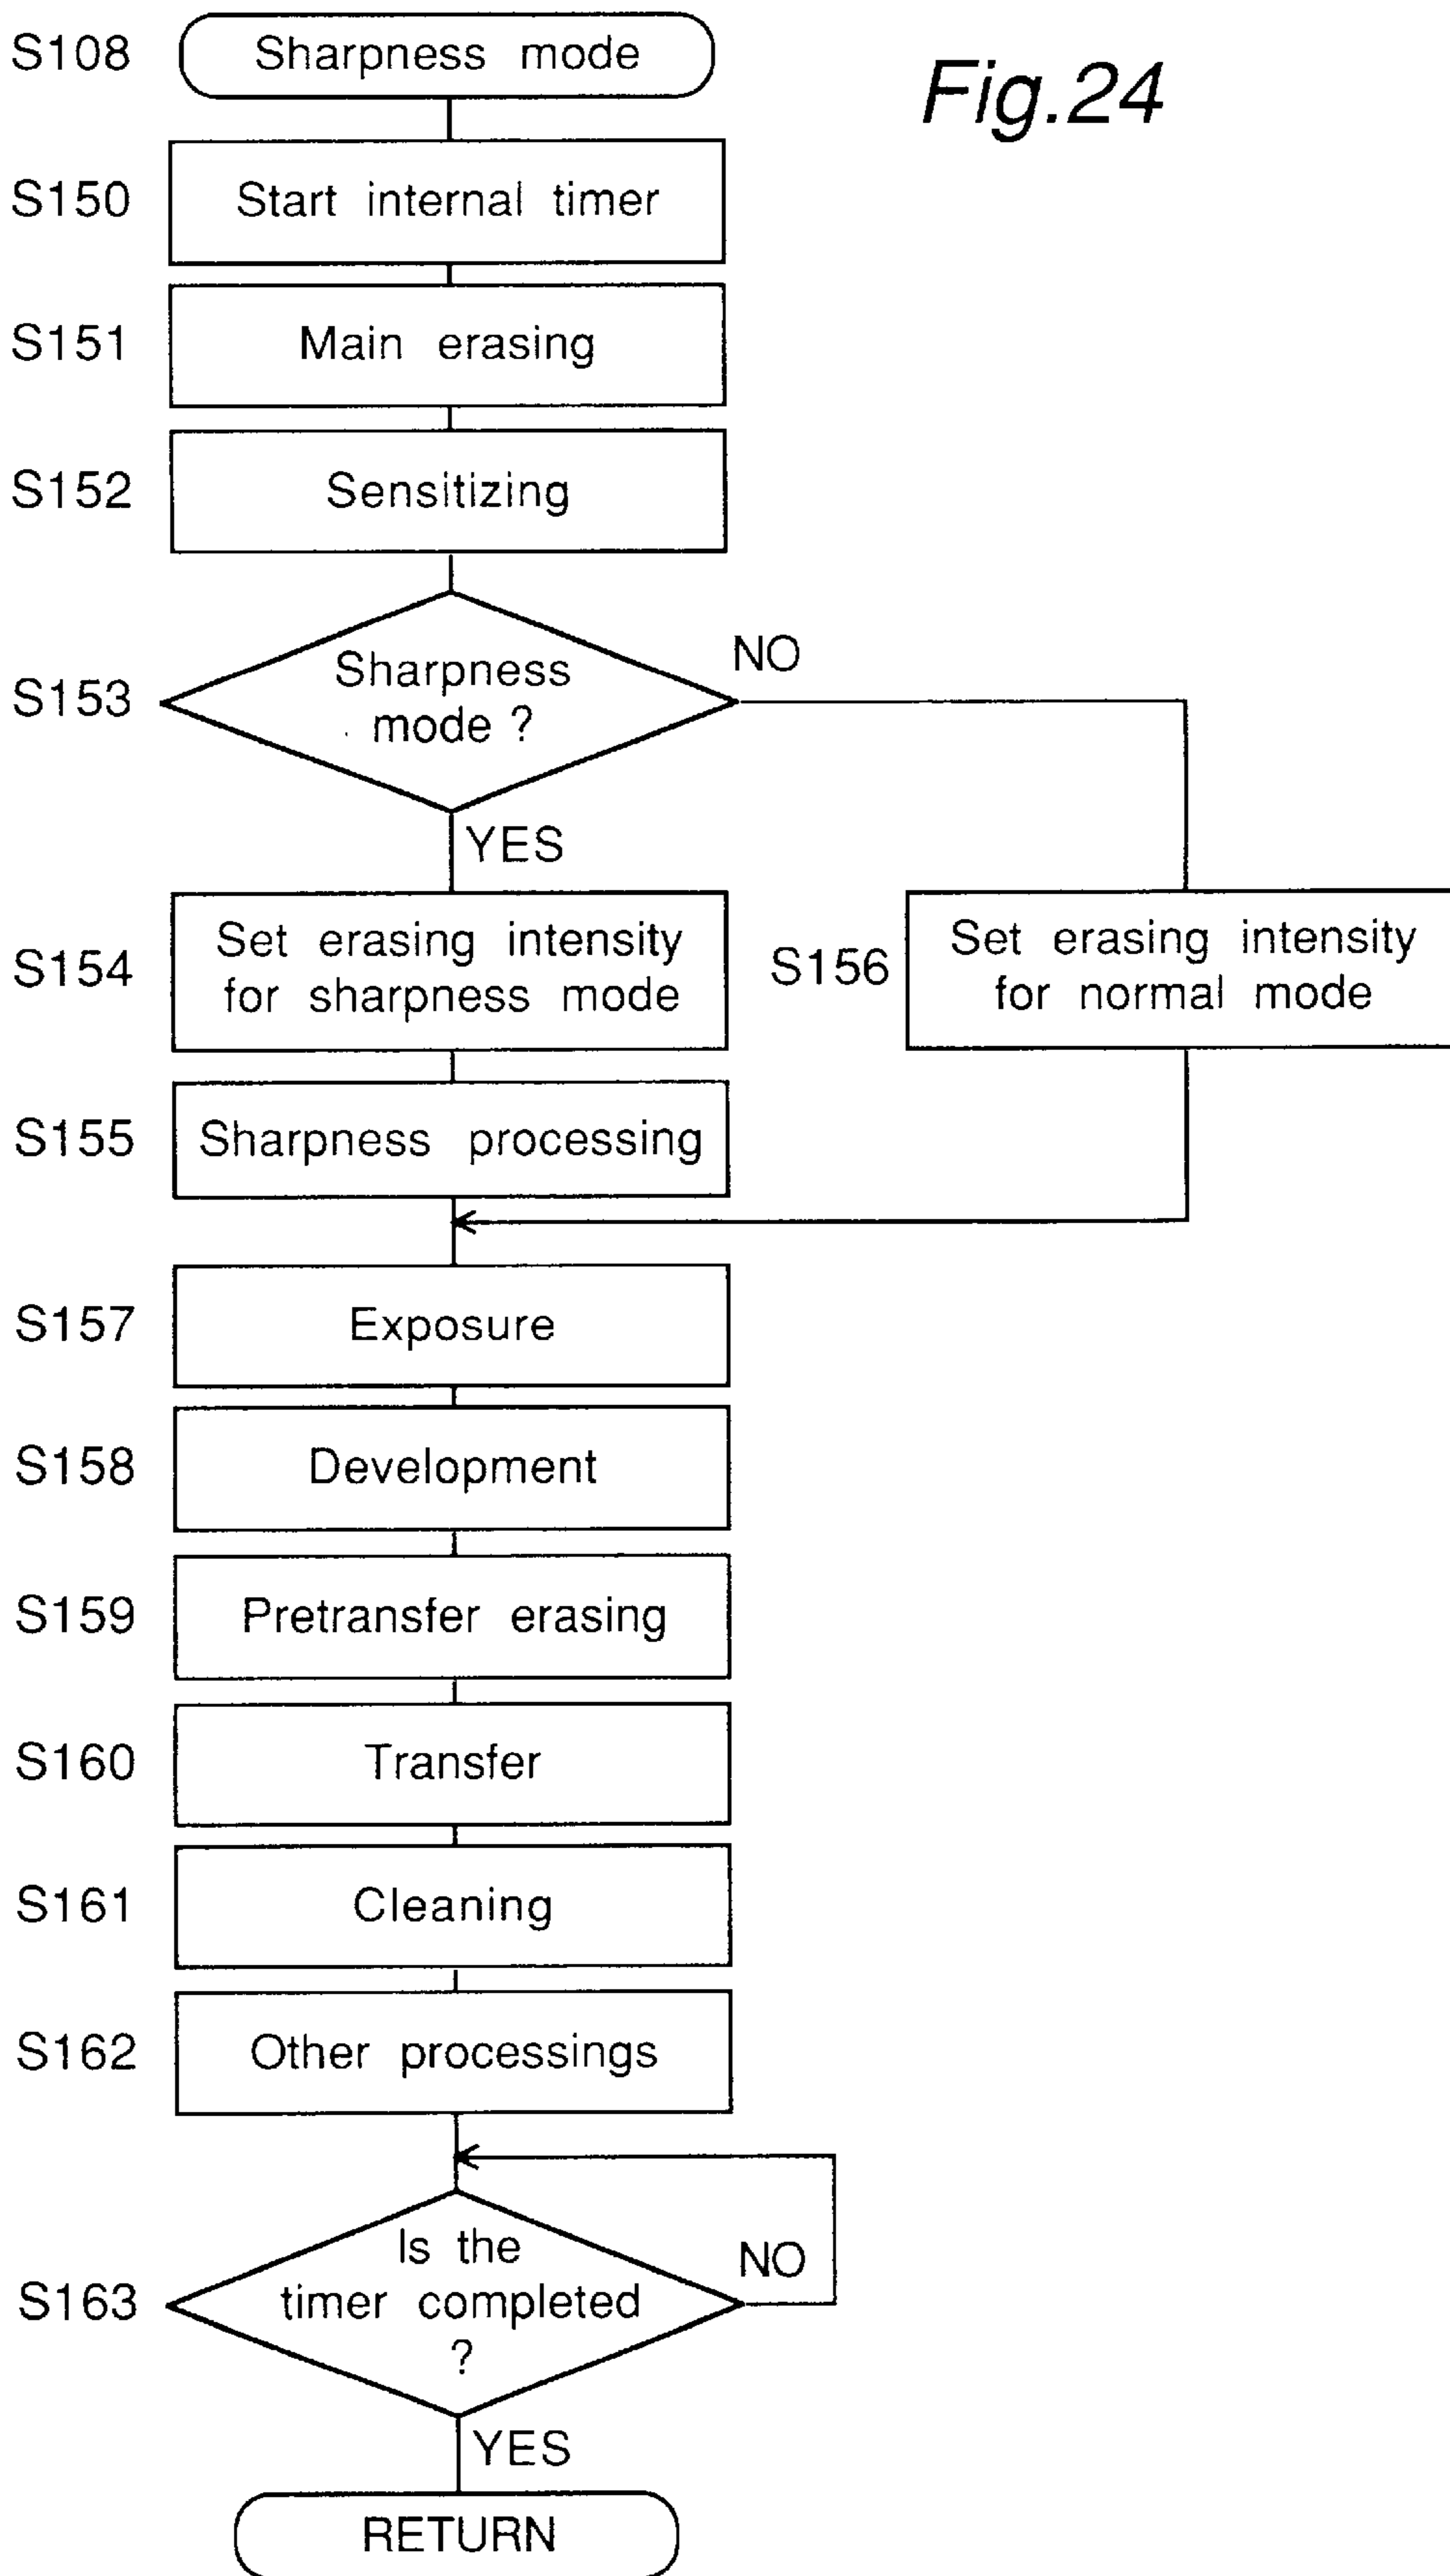 Fig.24
S108 Sharpness mode
S150 Start internal timer
S151 Main erasing
S152 Sensitizing
S153 Sharpness
mode ?
NO
YES
S154 Set erasing intensity
for sharpness mode
S156 Set erasing intensity
for normal mode
S155 Sharpness processing
S157 Exposure
S158 Development
S159 Pretransfer erasing
S160 Transfer
S161 Cleaning
S162 Other processings
S163 Is the
timer completed
?
NO
YES
RETURN